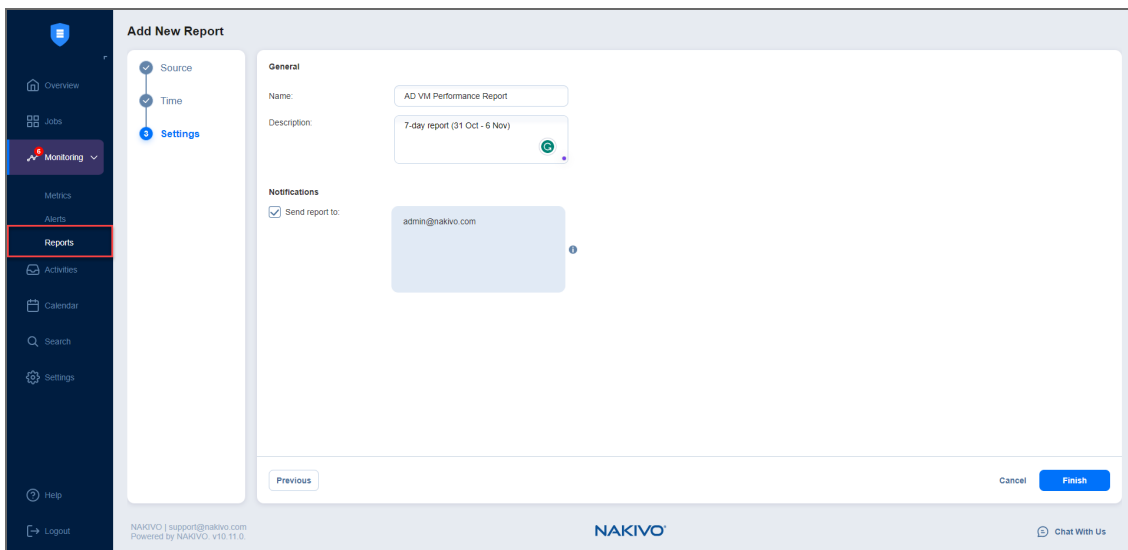 Add New Report
Overview
Jobs
6
Monitoring
Metrics
Alerts
Reports
Activities
Calendar
Search
Settings
Help
Logout
Source
Time
3
Settings
General
Name:
AD VM Performance Report
Description:
7-day report (31 Oct - 6 Nov)
Notifications
Send report to:
admin@nakivo.com
Previous
Cancel
Finish
NAKIVO | support@nakivo.com
Powered by NAKIVO. v10.11.0.
NAKIVO
Chat With Us